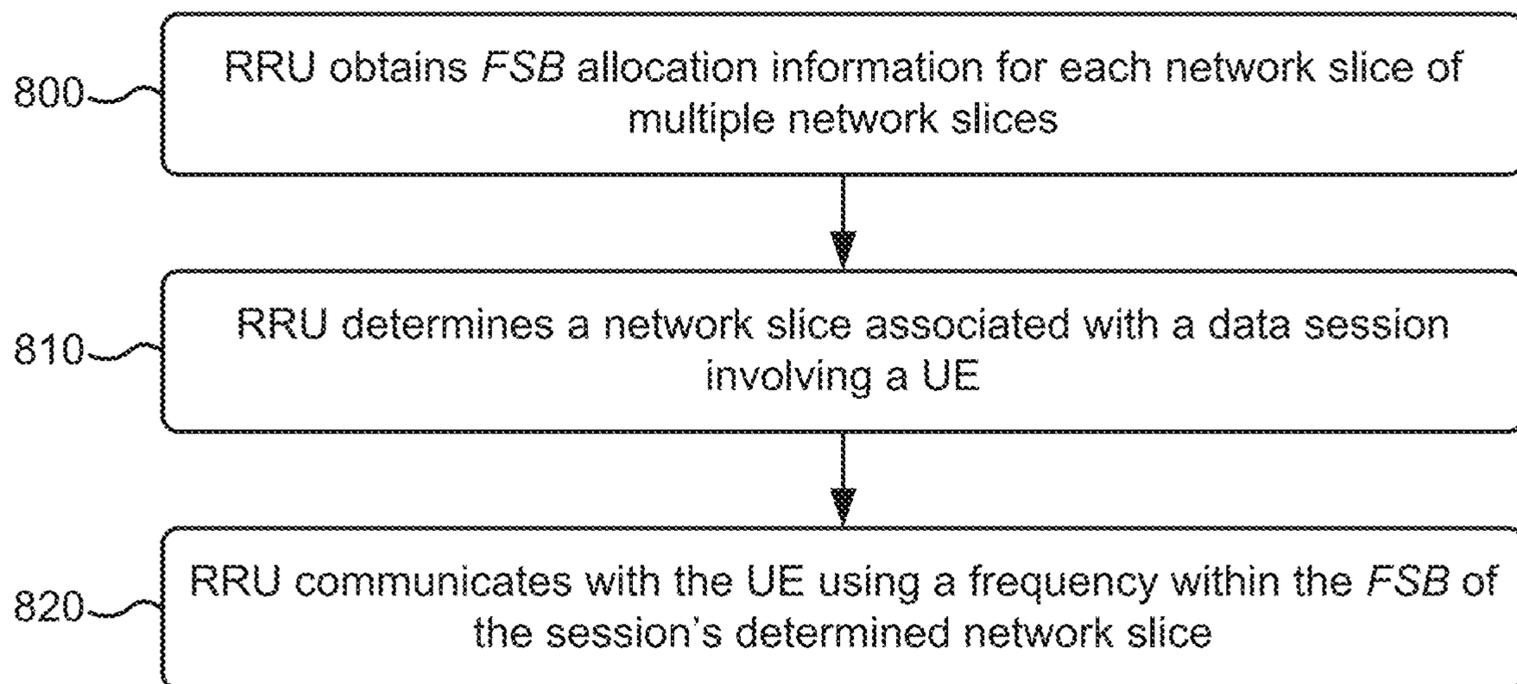 800
RRU obtains FSB allocation information for each network slice of
multiple network slices
810
RRU determines a network slice associated with a data session
involving a UE
820
RRU communicates with the UE using a frequency within the FSB of
the session's determined network slice